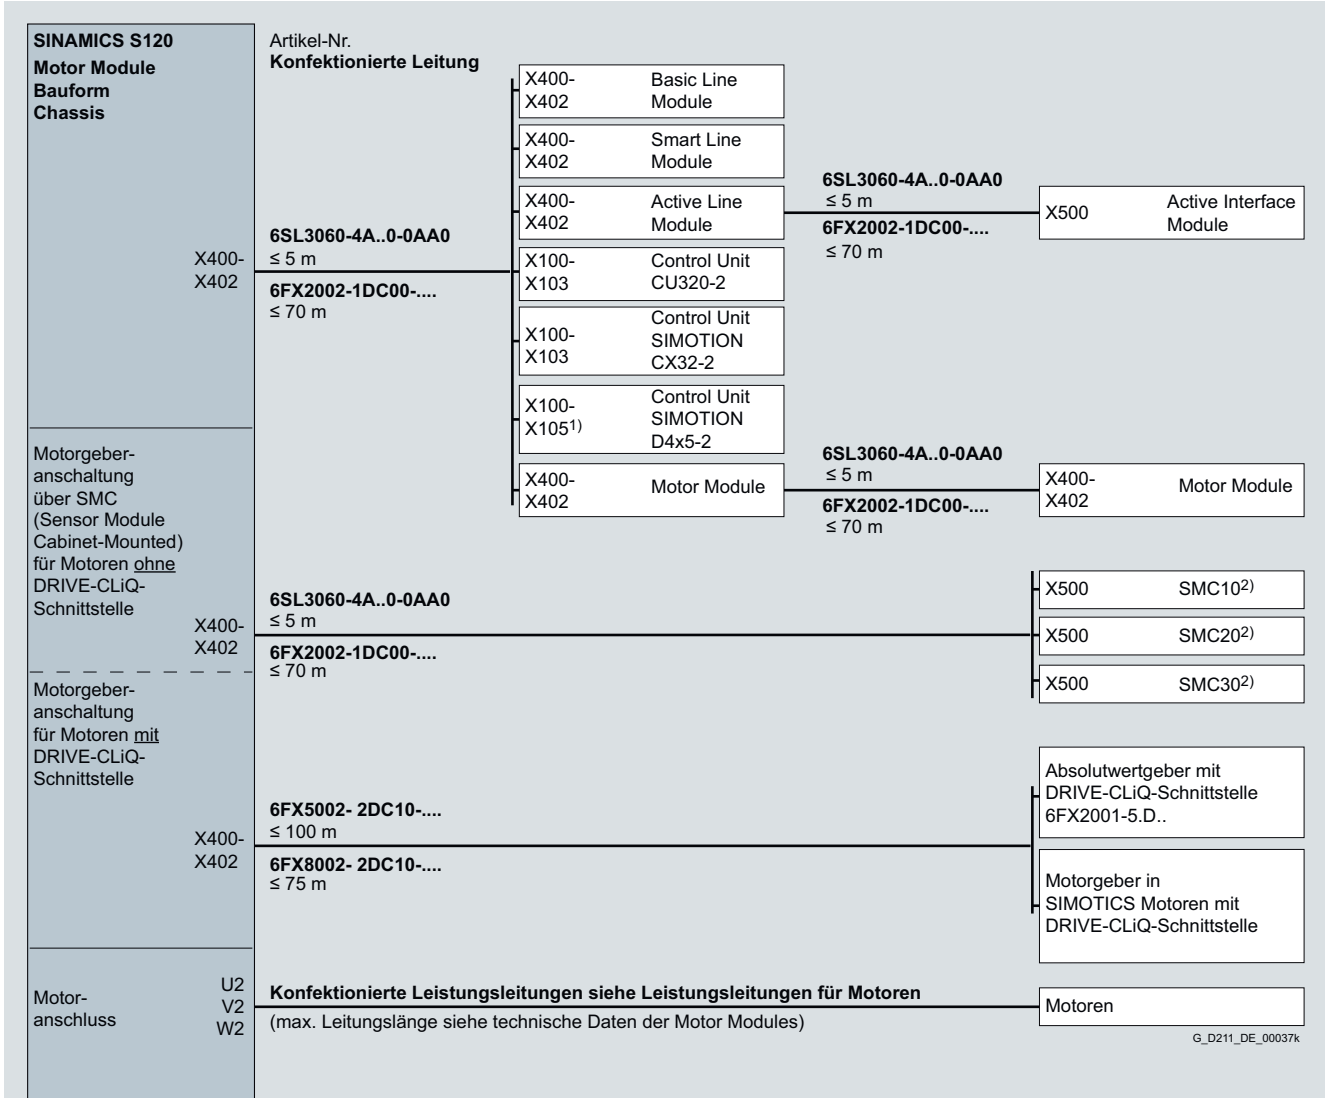 SINAMICS S120
Motor Module
Bauform
Chassis
Artikel-Nr.
Konfektionierte Leitung
X400-
X402
6SL3060-4A..0-0AA0
≤ 5 m
6FX2002-1DC00-....
≤ 70 m
X400-
X402
Basic Line
Module
X400-
X402
Smart Line
Module
X400-
X402
Active Line
Module
6SL3060-4A..0-0AA0
≤ 5 m
6FX2002-1DC00-....
≤ 70 m
X500
Active Interface
Module
X100-
X103
Control Unit
CU320-2
X100-
X103
Control Unit
SIMOTION
CX32-2
X100-
X105¹⁾
Control Unit
SIMOTION
D4x5-2
X400-
X402
Motor Module
6SL3060-4A..0-0AA0
≤ 5 m
6FX2002-1DC00-....
≤ 70 m
X400-
X402
Motor Module
Motorgeber-
anschaltung
über SMC
(Sensor Module
Cabinet-Mounted)
für Motoren ohne
DRIVE-CLiQ-
Schnittstelle
X400-
X402
6SL3060-4A..0-0AA0
≤ 5 m
6FX2002-1DC00-....
≤ 70 m
X500 SMC10²⁾
X500 SMC20²⁾
X500 SMC30²⁾
Motorgeber-
anschaltung
für Motoren mit
DRIVE-CLiQ-
Schnittstelle
X400-
X402
6FX5002- 2DC10-....
≤ 100 m
6FX8002- 2DC10-....
≤ 75 m
Absolutwertgeber mit
DRIVE-CLiQ-Schnittstelle
6FX2001-5.D..
Motorgeber in
SIMOTICS Motoren mit
DRIVE-CLiQ-Schnittstelle
Motor-
anschluss
U2
V2
W2
Konfektionierte Leistungsleitungen siehe Leistungsleitungen für Motoren
(max. Leitungslänge siehe technische Daten der Motor Modules)
Motoren
G_D211_DE_00037k